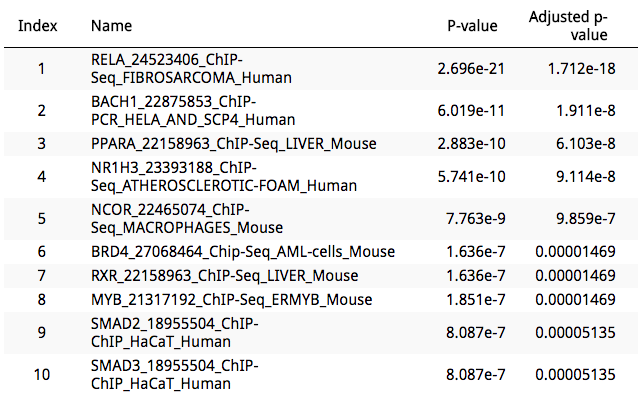 Index Name P-value Adjusted p-
value
1 RELA_24523406_ChIP-
Seq_FIBROSARCOMA_Human 2.696e-21 1.712e-18
2 BACH1_22875853_ChIP-
PCR_HELA_AND_SCP4_Human 6.019e-11 1.911e-8
3 PPARA_22158963_ChIP-Seq_LIVER_Mouse 2.883e-10 6.103e-8
4 NR1H3_23393188_ChIP-
Seq_ATHEROSCLEROTIC-FOAM_Human 5.741e-10 9.114e-8
5 NCOR_22465074_ChIP-
Seq_MACROPHAGES_Mouse 7.763e-9 9.859e-7
6 BRD4_27068464_Chip-Seq_AML-cells_Mouse 1.636e-7 0.00001469
7 RXR_22158963_ChIP-Seq_LIVER_Mouse 1.636e-7 0.00001469
8 MYB_21317192_ChIP-Seq_ERMYB_Mouse 1.851e-7 0.00001469
9 SMAD2_18955504_ChIP-
ChIP_HaCaT_Human 8.087e-7 0.00005135
10 SMAD3_18955504_ChIP-
ChIP_HaCaT_Human 8.087e-7 0.00005135